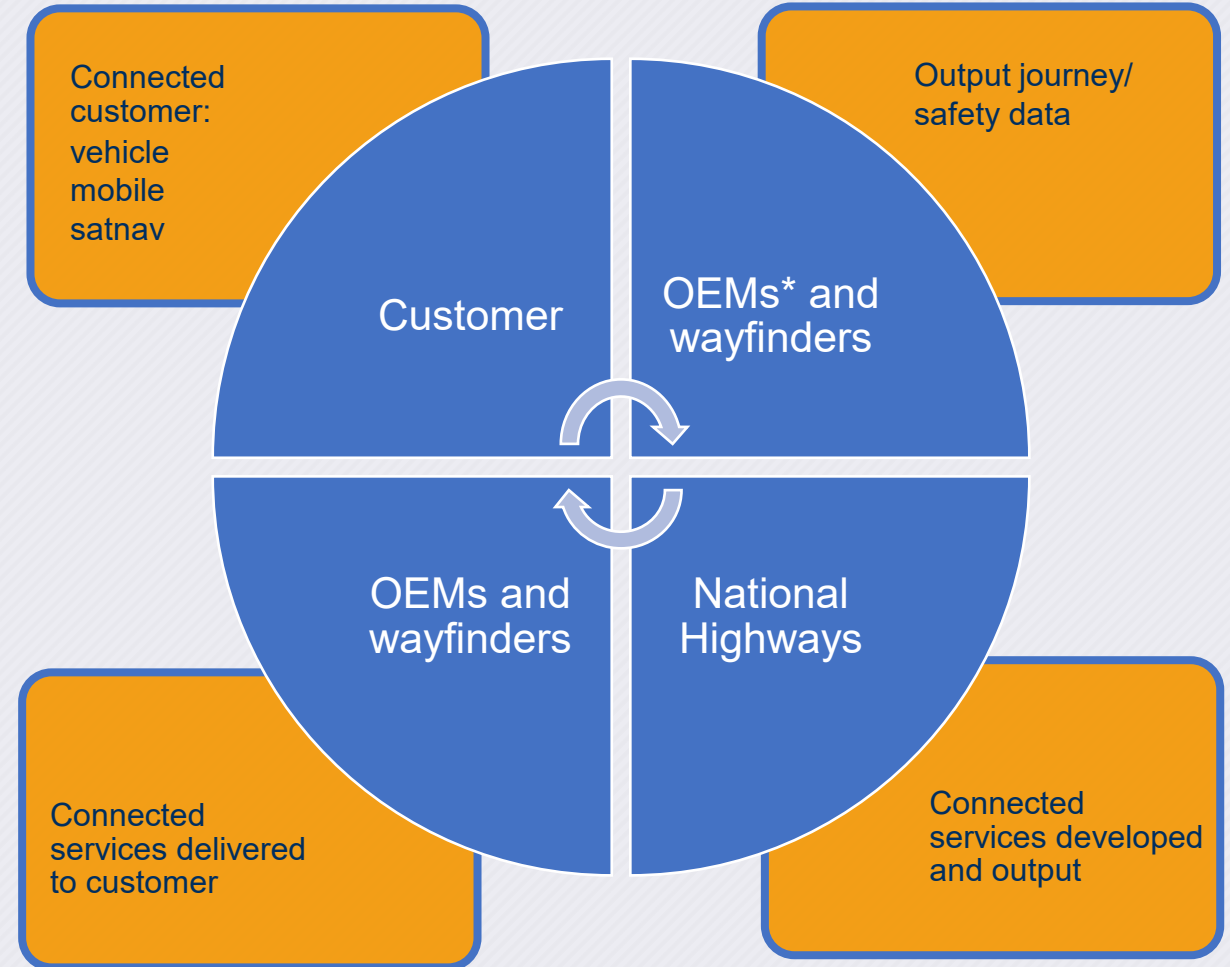 Connected
customer:
vehicle
mobile
satnav
Output journey/
safety data
Customer
OEMs* and
wayfinders
OEMs and
wayfinders
National
Highways
Connected
services delivered
to customer
Connected
services developed
and output